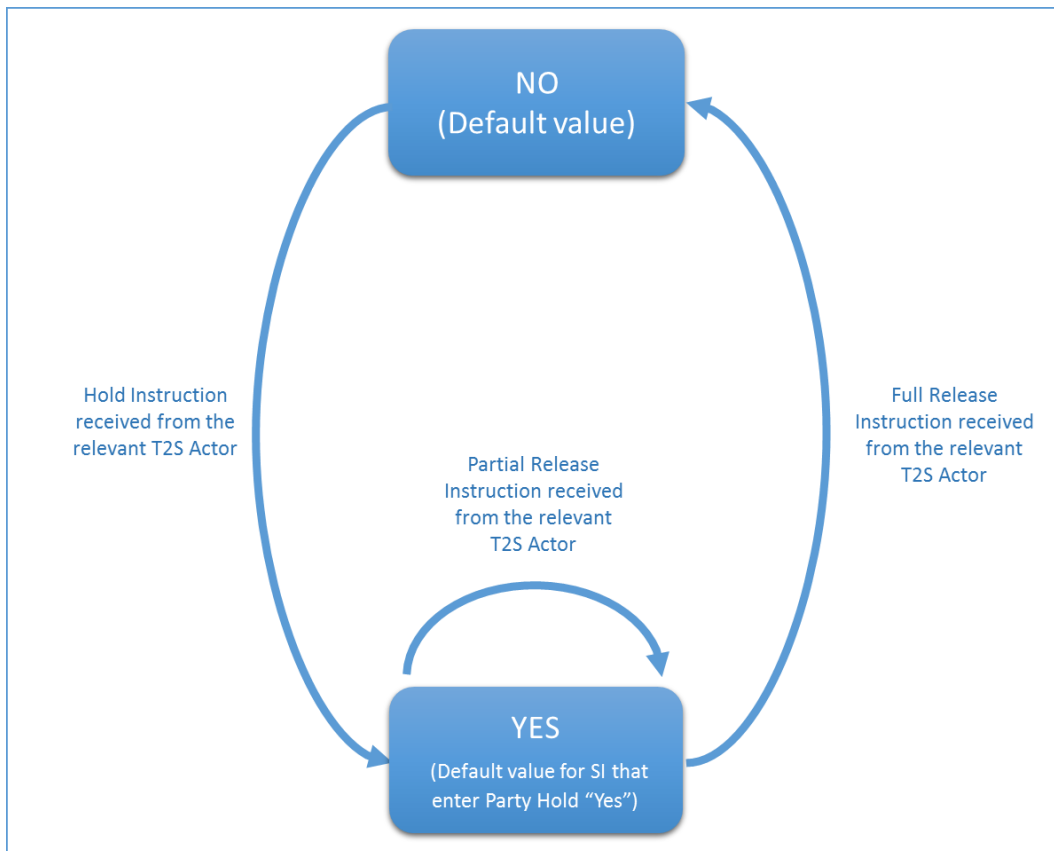 NO
(Default value)
Hold Instruction
received from the
relevant T2S Actor
Full Release
Instruction received
from the relevant
T2S Actor
Partial Release
Instruction received
from the relevant
T2S Actor
YES
(Default value for SI that
enter Party Hold “Yes”)